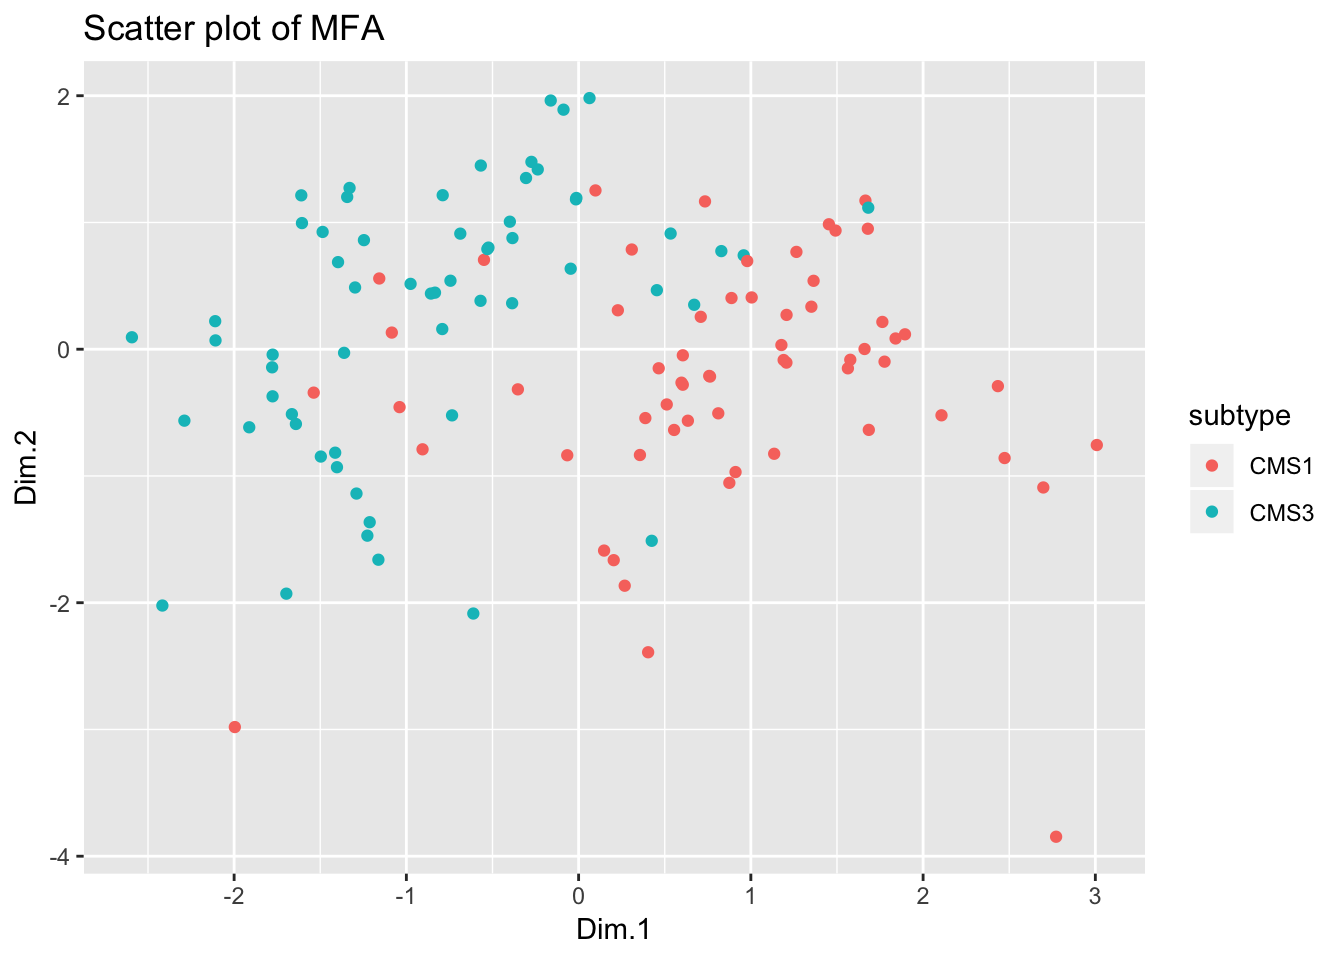 Scatter plot of MFA
2
0
-2
-4
Dim.2
-2 -1 0 1 2 3
Dim.1
subtype
CMS1
CMS3